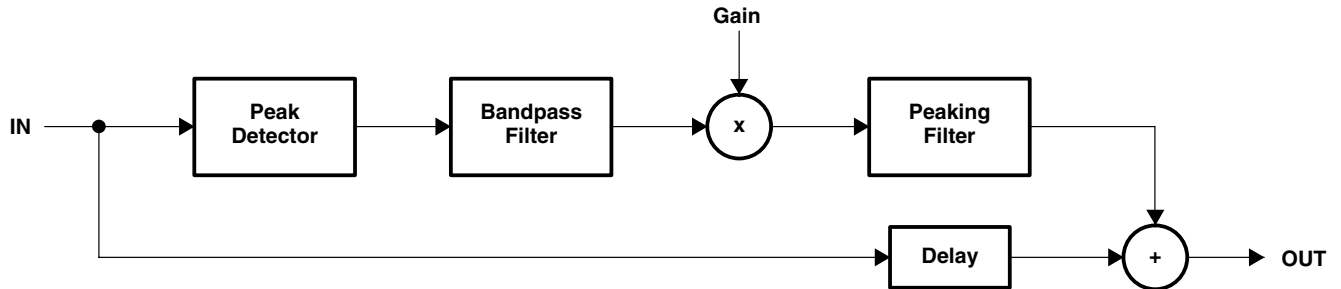 Gain
IN
Peak
Detector
Bandpass
Filter
x
Peaking
Filter
Delay
+
OUT